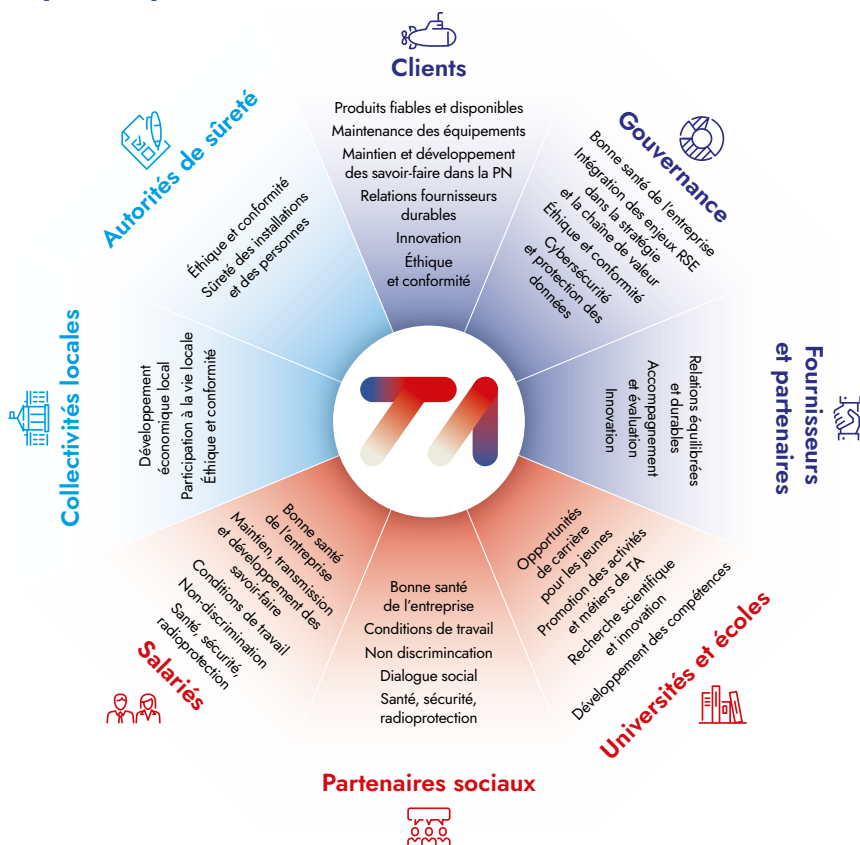 Clients
Produits fiables et disponibles
Maintenance des équipements
Maintien et développement
des savoir-faire dans la PN
Relations fournisseurs
durables
Innovation
Éthique
et conformité
Gouvernance
Bonne santé de l'entreprise
Intégration des enjeux RSE
dans la stratégie
et la chaîne de valeur
Éthique et conformité
Cybersécurité
et protection des
données
Fournisseurs
et partenaires
Relations équilibrées
et durables
Accompagnement
et évaluation
Innovation
Universités et écoles
Opportunités
de carrière
pour les jeunes
Promotion des activités
et métiers de TA
Recherche scientifique
et innovation
Développement des compétences
Partenaires sociaux
Bonne santé
de l'entreprise
Conditions de travail
Non discrimincation
Dialogue social
Santé, sécurité,
radioprotection
Salariés
Bonne santé
de l'entreprise
Maintien, transmission
et développement des
savoir-faire
Conditions de travail
Non-discrimination
Santé, sécurité,
radioprotection
Collectivités locales
Développement
économique local
Participation à la vie locale
Éthique et conformité
Autorités de sûreté
Éthique et conformité
Sûreté des installations
et des personnes
TA